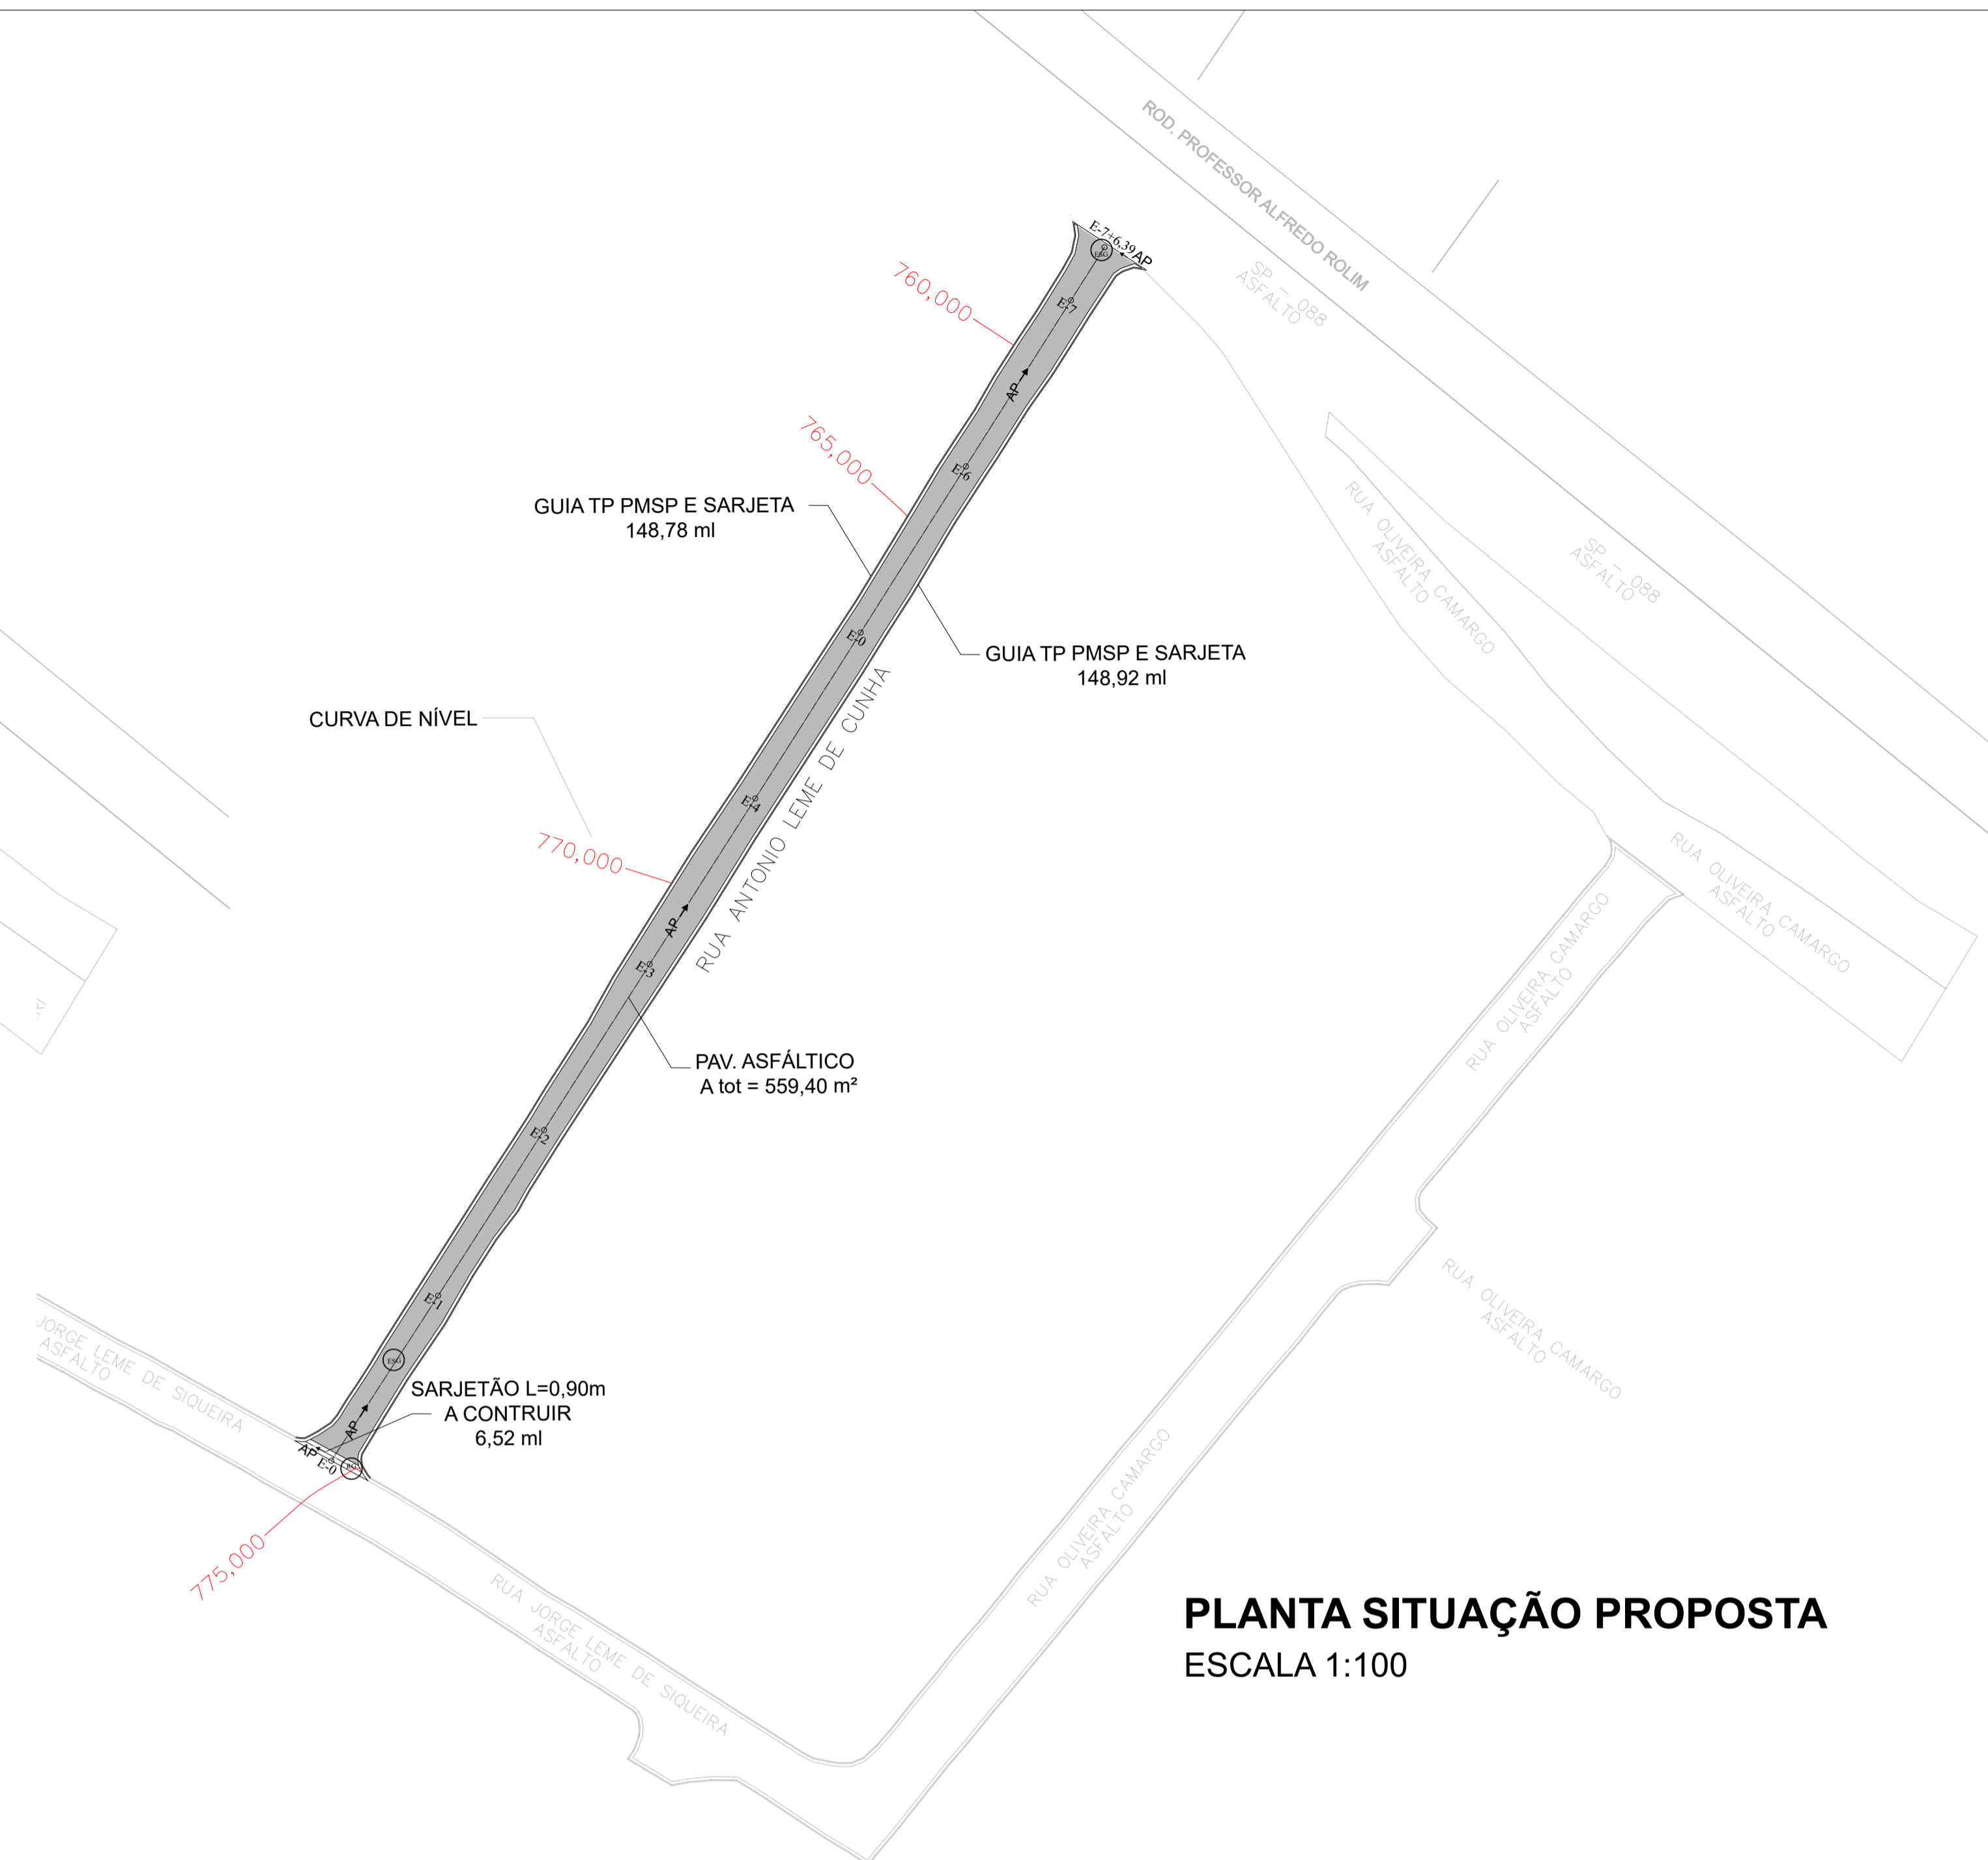 ROD. PROFESSOR ALFREDO ROLIM
E-7+6,39
AP
ESG
SP - 088
ASFALTO
760,000
E-7
AP
765,000
E-6
GUIA TP PMSP E SARJETA
148,78 ml
RUA OLIVEIRA CAMARGO
ASFALTO
SP - 088
ASFALTO
E-0
GUIA TP PMSP E SARJETA
148,92 ml
CURVA DE NÍVEL
E-4
770,000
RUA ANTONIO LEME DE CUNHA
RUA OLIVEIRA CAMARGO
ASFALTO
AP
E-3
RUA OLIVEIRA CAMARGO
ASFALTO
PAV. ASFÁLTICO
A tot = 559,40 m²
E-2
E-1
RUA OLIVEIRA CAMARGO
ASFALTO
JORGE LEME DE SIQUEIRA
ASFALTO
ESG
SARJETÃO L=0,90m
A CONTRUIR
6,52 ml
AP
AP
E-0
RUA OLIVEIRA CAMARGO
ASFALTO
775,000
RUA JORGE LEME DE SIQUEIRA
ASFALTO
PLANTA SITUAÇÃO PROPOSTA
ESCALA 1:100